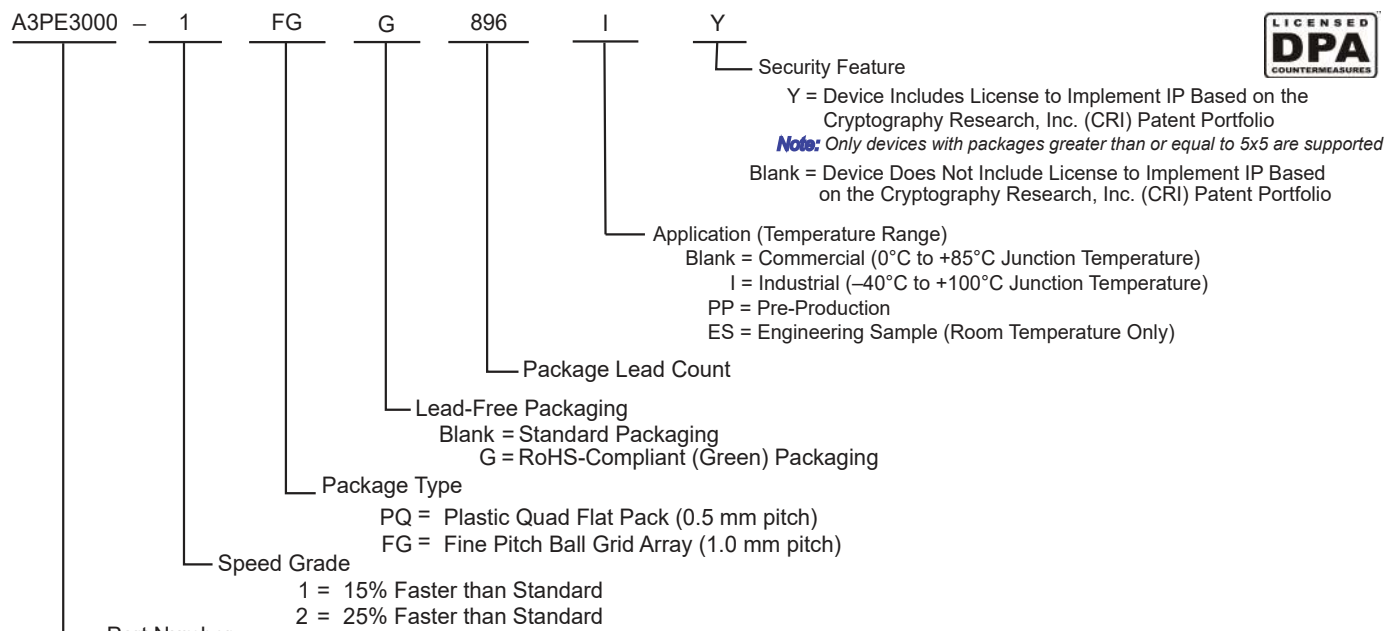 A3PE3000 – 1 FG G 896 I Y
LICENSED
DPA
COUNTERMEASURES
Security Feature
Y = Device Includes License to Implement IP Based on the
Cryptography Research, Inc. (CRI) Patent Portfolio
Note: Only devices with packages greater than or equal to 5x5 are supported
Blank = Device Does Not Include License to Implement IP Based
on the Cryptography Research, Inc. (CRI) Patent Portfolio
Application (Temperature Range)
Blank = Commercial (0°C to +85°C Junction Temperature)
I = Industrial (–40°C to +100°C Junction Temperature)
PP = Pre-Production
ES = Engineering Sample (Room Temperature Only)
Package Lead Count
Lead-Free Packaging
Blank = Standard Packaging
G = RoHS-Compliant (Green) Packaging
Package Type
PQ = Plastic Quad Flat Pack (0.5 mm pitch)
FG = Fine Pitch Ball Grid Array (1.0 mm pitch)
Speed Grade
1 = 15% Faster than Standard
2 = 25% Faster than Standard